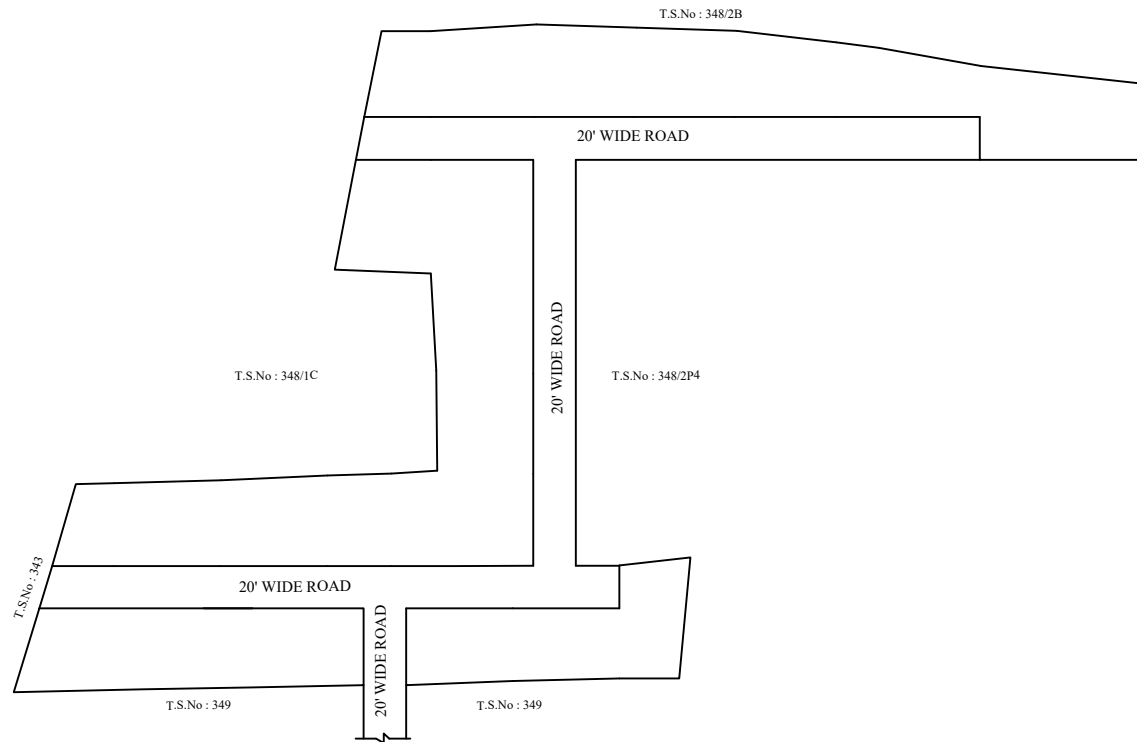 T.S.No : 348/2B
20' WIDE ROAD
20' WIDE ROAD
T.S.No : 348/1C
T.S.No : 348/2P4
T.S.No : 343
20' WIDE ROAD
20' WIDE ROAD
T.S.No : 349
T.S.No : 349